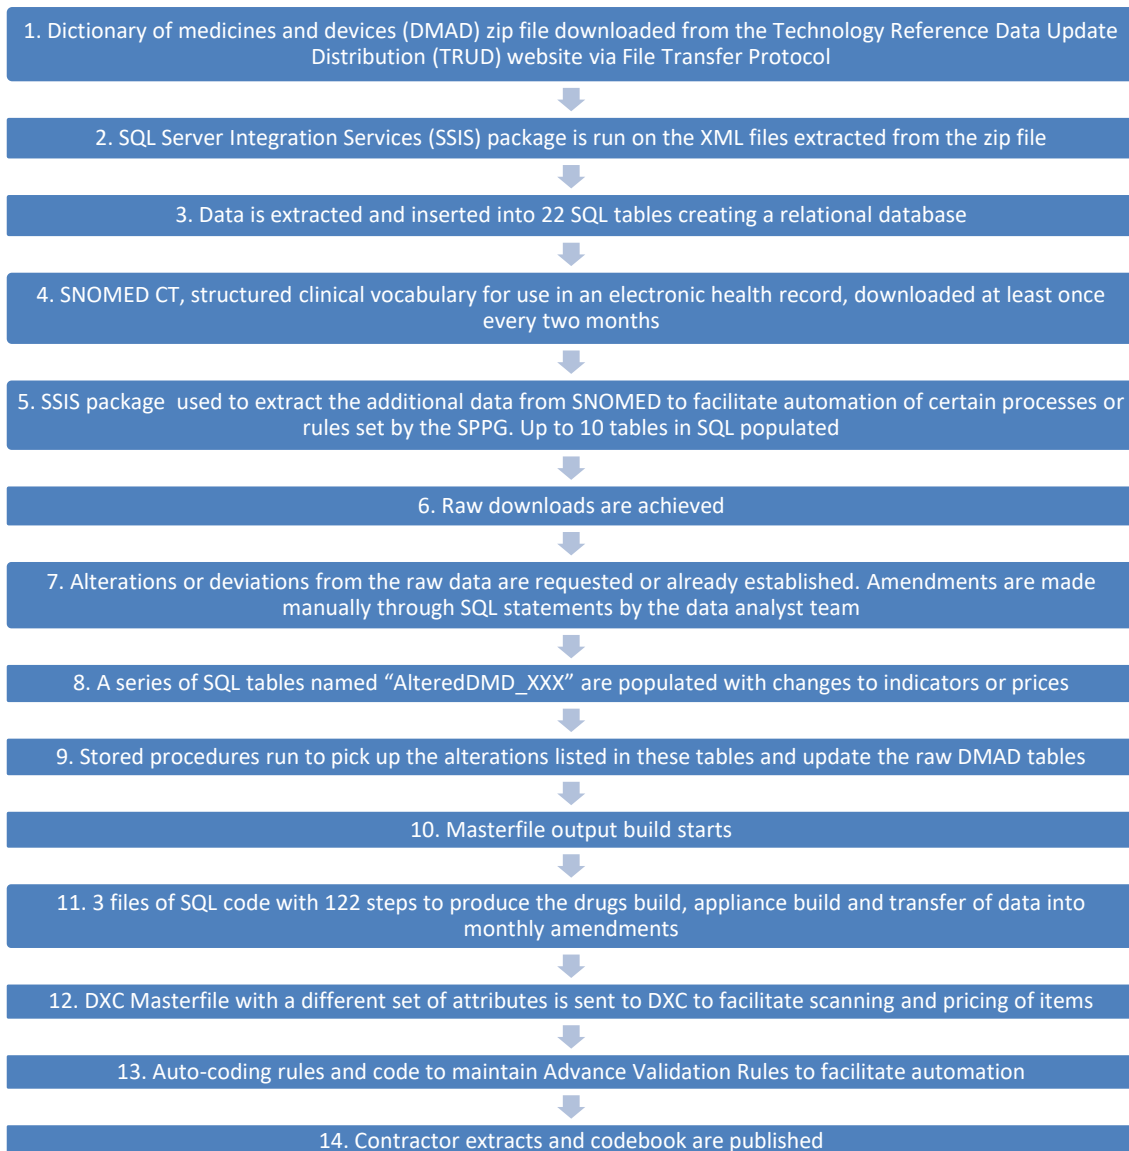 1. Dictionary of medicines and devices (DMAD) zip file downloaded from the Technology Reference Data Update
Distribution (TRUD) website via File Transfer Protocol
2. SQL Server Integration Services (SSIS) package is run on the XML files extracted from the zip file
3. Data is extracted and inserted into 22 SQL tables creating a relational database
4. SNOMED CT, structured clinical vocabulary for use in an electronic health record, downloaded at least once
every two months
5. SSIS package used to extract the additional data from SNOMED to facilitate automation of certain processes or
rules set by the SPPG. Up to 10 tables in SQL populated
6. Raw downloads are achieved
7. Alterations or deviations from the raw data are requested or already established. Amendments are made
manually through SQL statements by the data analyst team
8. A series of SQL tables named “AlteredDMD_XXX” are populated with changes to indicators or prices
9. Stored procedures run to pick up the alterations listed in these tables and update the raw DMAD tables
10. Masterfile output build starts
11. 3 files of SQL code with 122 steps to produce the drugs build, appliance build and transfer of data into
monthly amendments
12. DXC Masterfile with a different set of attributes is sent to DXC to facilitate scanning and pricing of items
13. Auto-coding rules and code to maintain Advance Validation Rules to facilitate automation
14. Contractor extracts and codebook are published